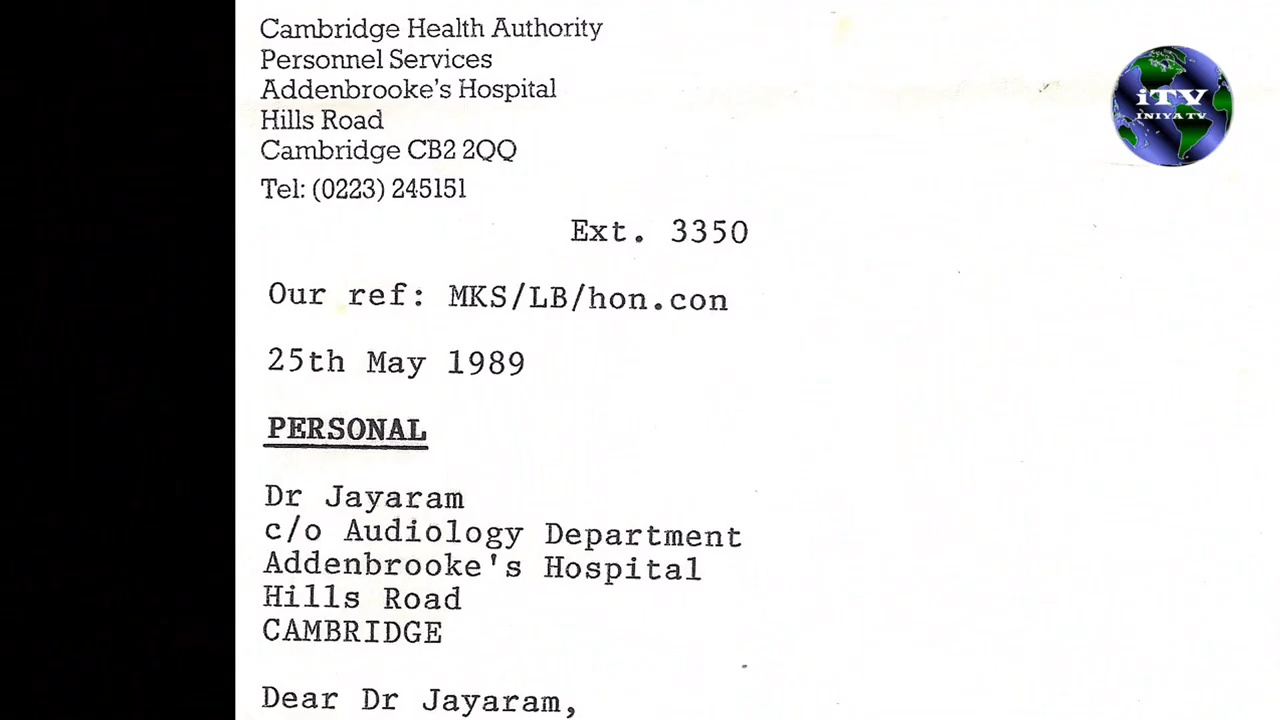 Cambridge Health Authority
Personnel Services
Addenbrooke's Hospital
Hills Road
Cambridge CB2 2QQ
Tel: (0223) 245151
Ext. 3350
Our ref: MKS/LB/hon.con
25th May 1989
PERSONAL
Dr Jayaram
c/o Audiology Department
Addenbrooke's Hospital
Hills Road
CAMBRIDGE
Dear Dr Jayaram,
iTV
INIYA TV